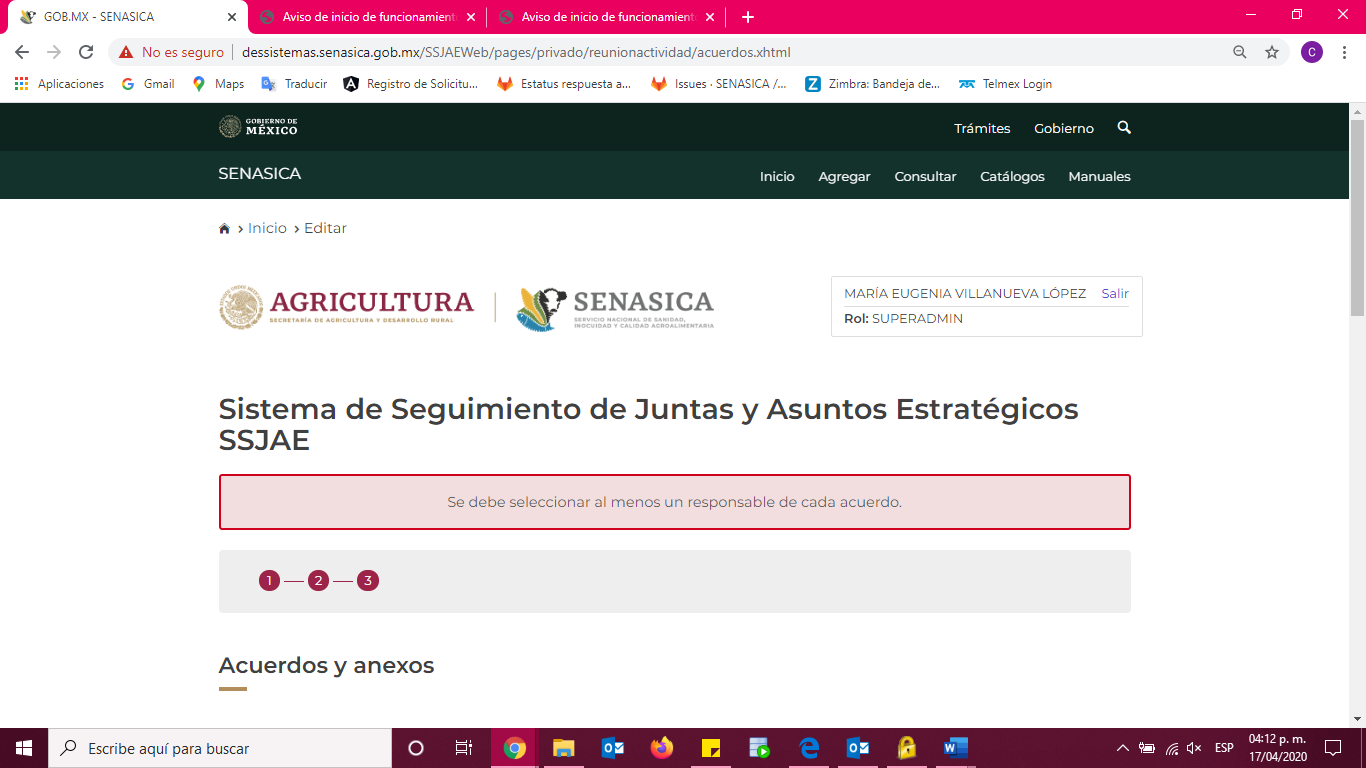 GOB.MX - SENASICA
Aviso de inicio de funcionamient
Aviso de inicio de funcionamient
No es seguro
dessistemas.senasica.gob.mx/SSJAEWeb/pages/privado/reunionactividad/acuerdos.xhtml
C
Aplicaciones
Gmail
Maps
Traducir
Registro de Solicitu...
Estatus respuesta a...
Issues · SENASICA /...
Zimbra: Bandeja de...
Telmex Login
GOBIERNO DE
MÉXICO
Trámites
Gobierno
SENASICA
Inicio
Agregar
Consultar
Catálogos
Manuales
Inicio
Editar
AGRICULTURA
SECRETARÍA DE AGRICULTURA Y DESARROLLO RURAL
SENASICA
SERVICIO NACIONAL DE SANIDAD,
INOCUIDAD Y CALIDAD AGROALIMENTARIA
MARÍA EUGENIA VILLANUEVA LÓPEZ Salir
Rol: SUPERADMIN
Sistema de Seguimiento de Juntas y Asuntos Estratégicos
SSJAE
Se debe seleccionar al menos un responsable de cada acuerdo.
1 2 3
Acuerdos y anexos
Escribe aquí para buscar
ESP
04:12 p. m.
17/04/2020